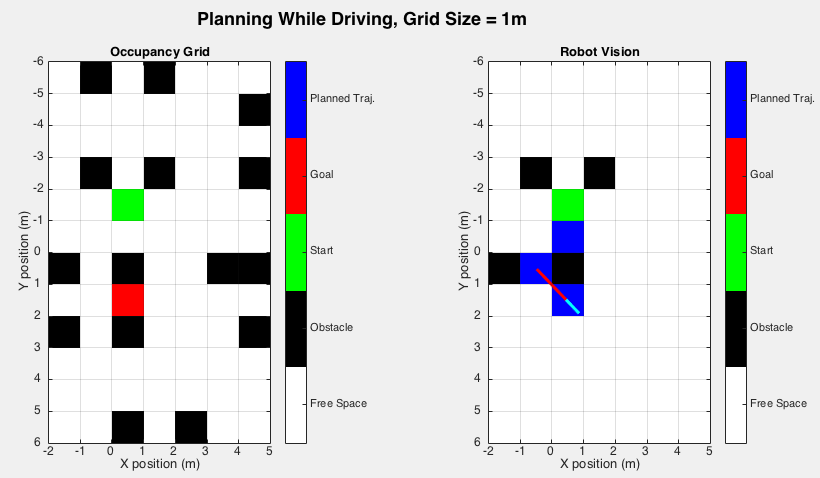 Planning While Driving, Grid Size = 1m
Occupancy Grid
-6
-5
-4
-3
-2
-1
0
1
2
3
4
5
6
Y position (m)
-2 -1 0 1 2 3 4 5
X position (m)
Planned Traj.
Goal
Start
Obstacle
Free Space
Robot Vision
-6
-5
-4
-3
-2
-1
0
1
2
3
4
5
6
Y position (m)
-2 -1 0 1 2 3 4 5
X position (m)
Planned Traj.
Goal
Start
Obstacle
Free Space